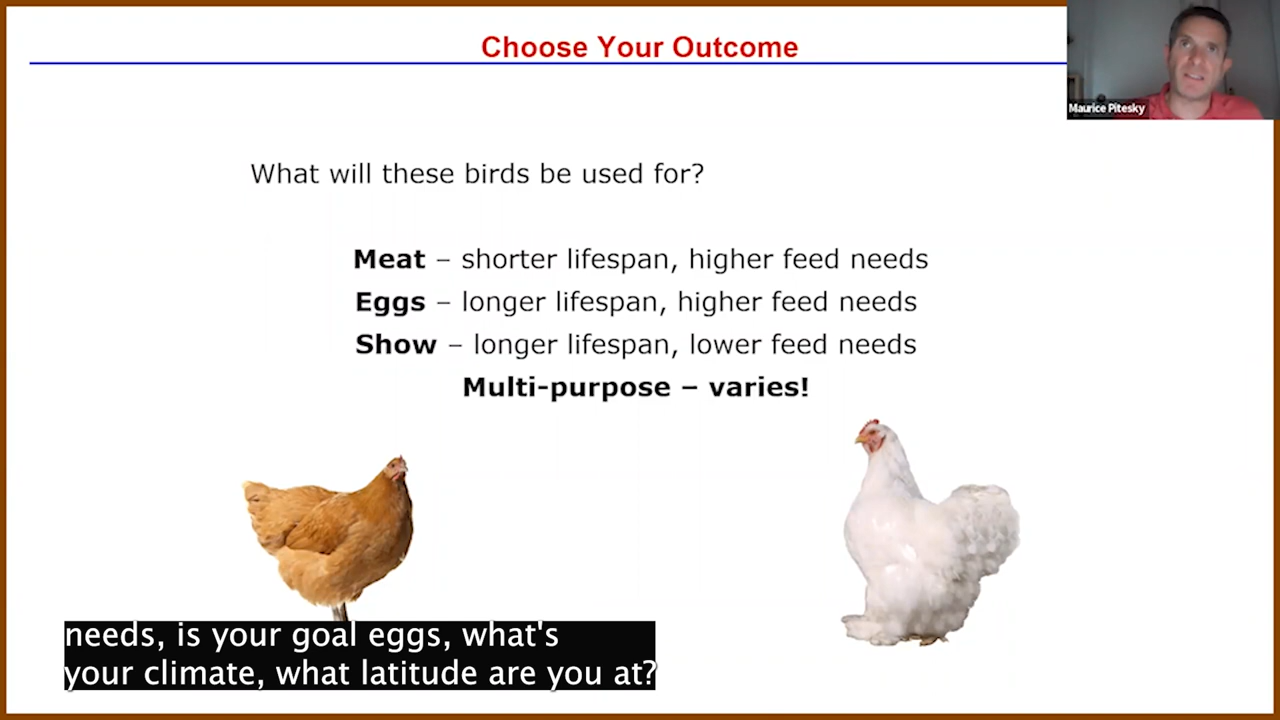 Choose Your Outcome
Maurice Pitesky
What will these birds be used for?
Meat – shorter lifespan, higher feed needs
Eggs – longer lifespan, higher feed needs
Show – longer lifespan, lower feed needs
Multi-purpose – varies!
needs, is your goal eggs, what's
your climate, what latitude are you at?